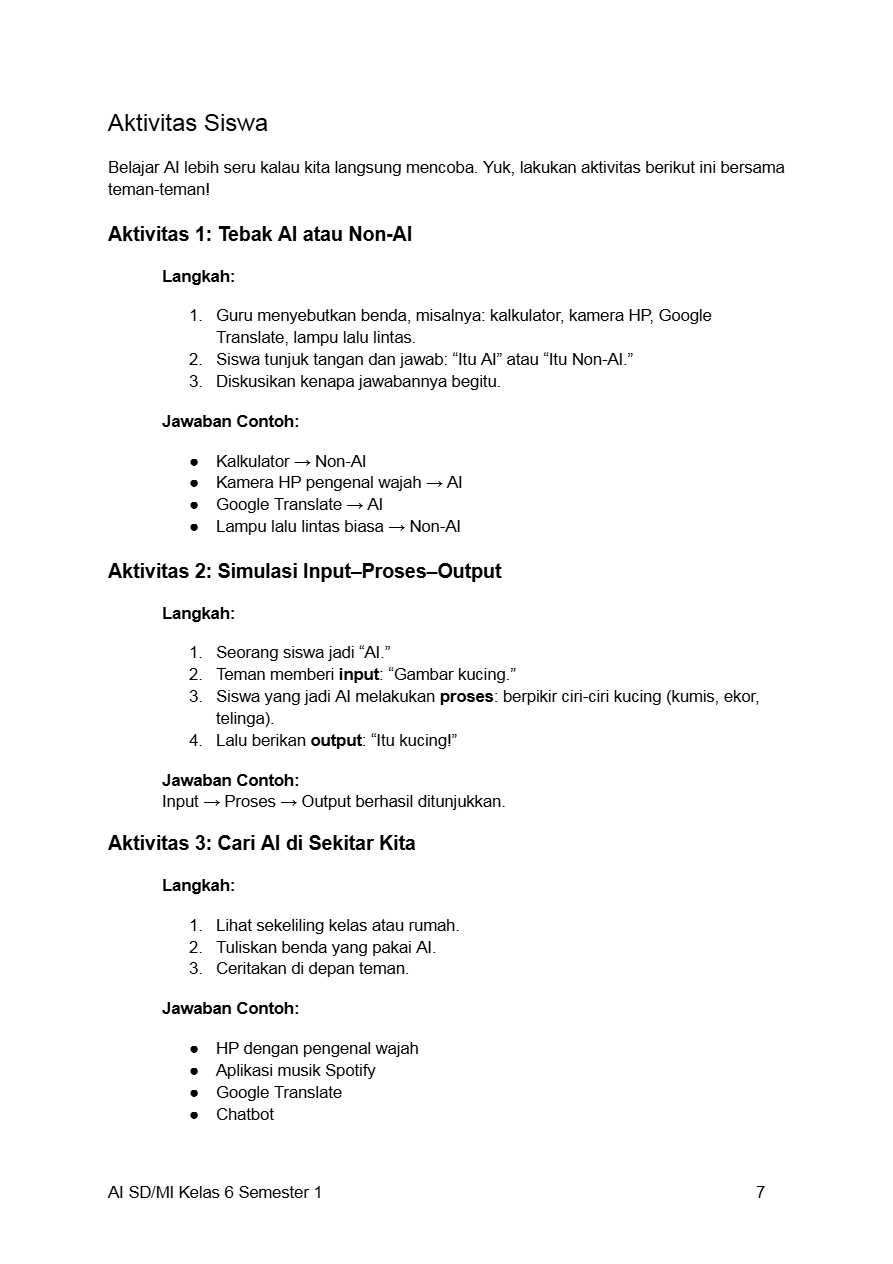 Aktivitas Siswa
Belajar AI lebih seru kalau kita langsung mencoba. Yuk, lakukan aktivitas berikut ini bersama
teman-teman!
Aktivitas 1: Tebak AI atau Non-AI
Langkah:
1. Guru menyebutkan benda, misalnya: kalkulator, kamera HP, Google
Translate, lampu lalu lintas.
2. Siswa tunjuk tangan dan jawab: “Itu AI” atau “Itu Non-AI.”
3. Diskusikan kenapa jawabannya begitu.
Jawaban Contoh:
● Kalkulator → Non-AI
● Kamera HP pengenal wajah → AI
● Google Translate → AI
● Lampu lalu lintas biasa → Non-AI
Aktivitas 2: Simulasi Input–Proses–Output
Langkah:
1. Seorang siswa jadi “AI.”
2. Teman memberi input: “Gambar kucing.”
3. Siswa yang jadi AI melakukan proses: berpikir ciri-ciri kucing (kumis, ekor,
telinga).
4. Lalu berikan output: “Itu kucing!”
Jawaban Contoh:
Input → Proses → Output berhasil ditunjukkan.
Aktivitas 3: Cari AI di Sekitar Kita
Langkah:
1. Lihat sekeliling kelas atau rumah.
2. Tuliskan benda yang pakai AI.
3. Ceritakan di depan teman.
Jawaban Contoh:
● HP dengan pengenal wajah
● Aplikasi musik Spotify
● Google Translate
● Chatbot
AI SD/MI Kelas 6 Semester 1 7